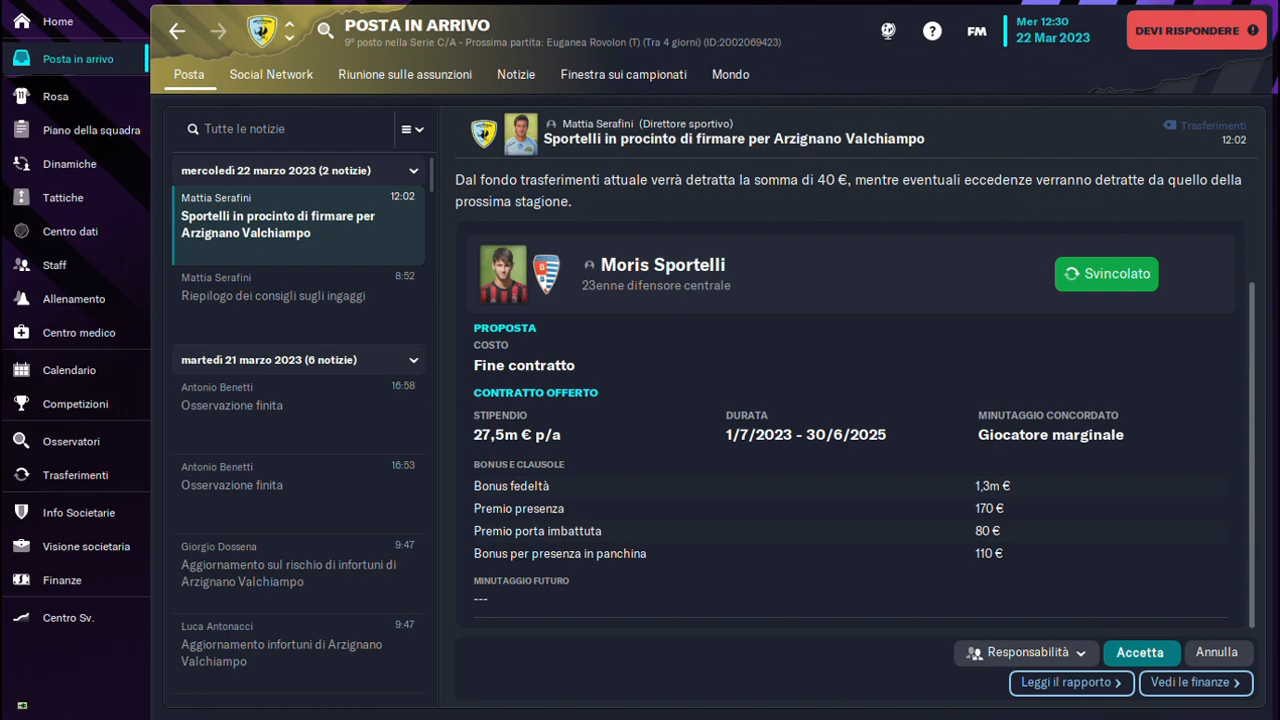 Home
Posta in arrivo
Rosa
Piano della squadra
Dinamiche
Tattiche
Centro dati
Staff
Allenamento
Centro medico
Calendario
Competizioni
Osservatori
Trasferimenti
Info Societarie
Visione societaria
Finanze
Centro Sv.
POSTA IN ARRIVO
9º posto nella Serie C/A - Prossima partita: Euganea Rovolon (T) (Tra 4 giorni) (ID:2002069423)
FM
Mer 12:30
22 Mar 2023
DEVI RISPONDERE
Posta
Social Network
Riunione sulle assunzioni
Notizie
Finestra sui campionati
Mondo
Tutte le notizie
mercoledì 22 marzo 2023 (2 notizie)
Mattia Serafini 12:02
Sportelli in procinto di firmare per
Arzignano Valchiampo
Mattia Serafini 8:52
Riepilogo dei consigli sugli ingaggi
martedì 21 marzo 2023 (6 notizie)
Antonio Benetti 16:58
Osservazione finita
Antonio Benetti 16:53
Osservazione finita
Giorgio Dossena 9:47
Aggiornamento sul rischio di infortuni di
Arzignano Valchiampo
Luca Antonacci 9:47
Aggiornamento infortuni di Arzignano
Valchiampo
Mattia Serafini (Direttore sportivo)
Sportelli in procinto di firmare per Arzignano Valchiampo
Trasferimenti
12:02
Dal fondo trasferimenti attuale verrà detratta la somma di 40 €, mentre eventuali eccedenze verranno detratte da quello della
prossima stagione.
Moris Sportelli
23enne difensore centrale
Svincolato
PROPOSTA
COSTO
Fine contratto
CONTRATTO OFFERTO
STIPENDIO DURATA MINUTAGGIO CONCORDATO
27,5m € p/a 1/7/2023 - 30/6/2025 Giocatore marginale
BONUS E CLAUSOLE
Bonus fedeltà 1,3m €
Premio presenza 170 €
Premio porta imbattuta 80 €
Bonus per presenza in panchina 110 €
MINUTAGGIO FUTURO
---
Responsabilità
Accetta
Annulla
Leggi il rapporto
Vedi le finanze